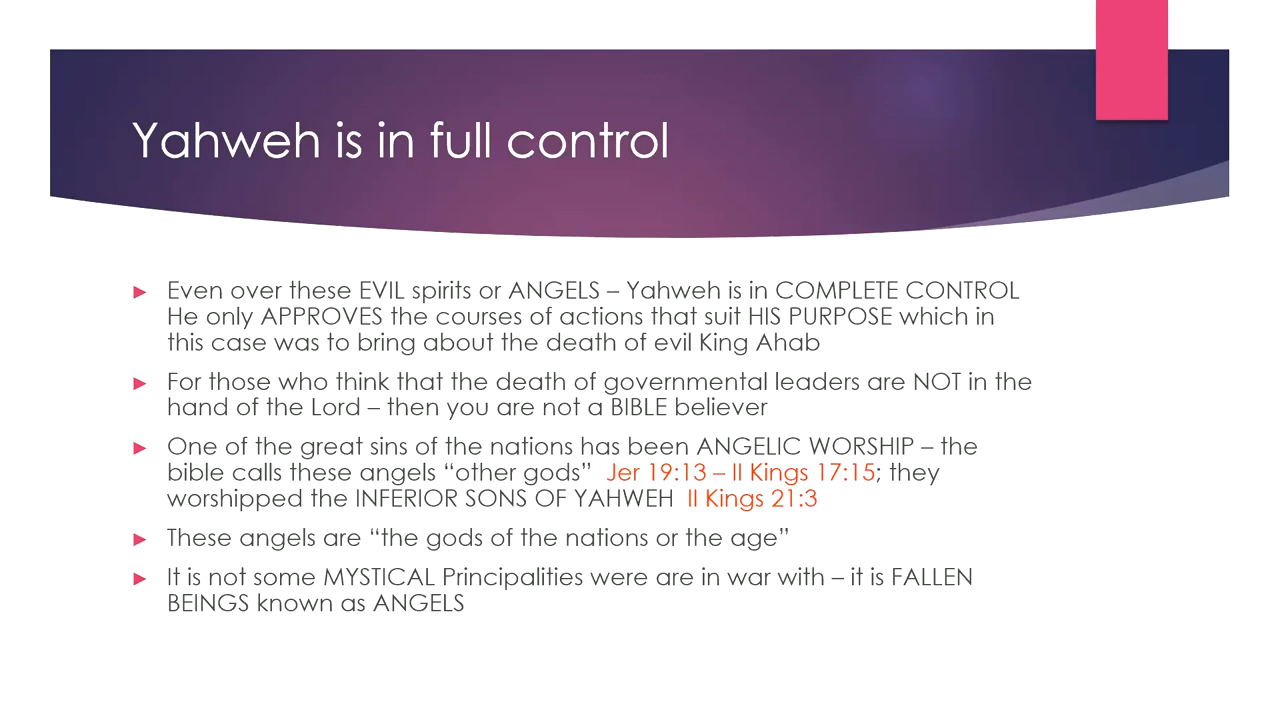 Yahweh is in full control
Even over these EVIL spirits or ANGELS – Yahweh is in COMPLETE CONTROL
He only APPROVES the courses of actions that suit HIS PURPOSE which in
this case was to bring about the death of evil King Ahab
For those who think that the death of governmental leaders are NOT in the
hand of the Lord – then you are not a BIBLE believer
One of the great sins of the nations has been ANGELIC WORSHIP – the
bible calls these angels “other gods”  Jer 19:13 – II Kings 17:15; they
worshipped the INFERIOR SONS OF YAHWEH  II Kings 21:3
These angels are “the gods of the nations or the age”
It is not some MYSTICAL Principalities were are in war with – it is FALLEN
BEINGS known as ANGELS